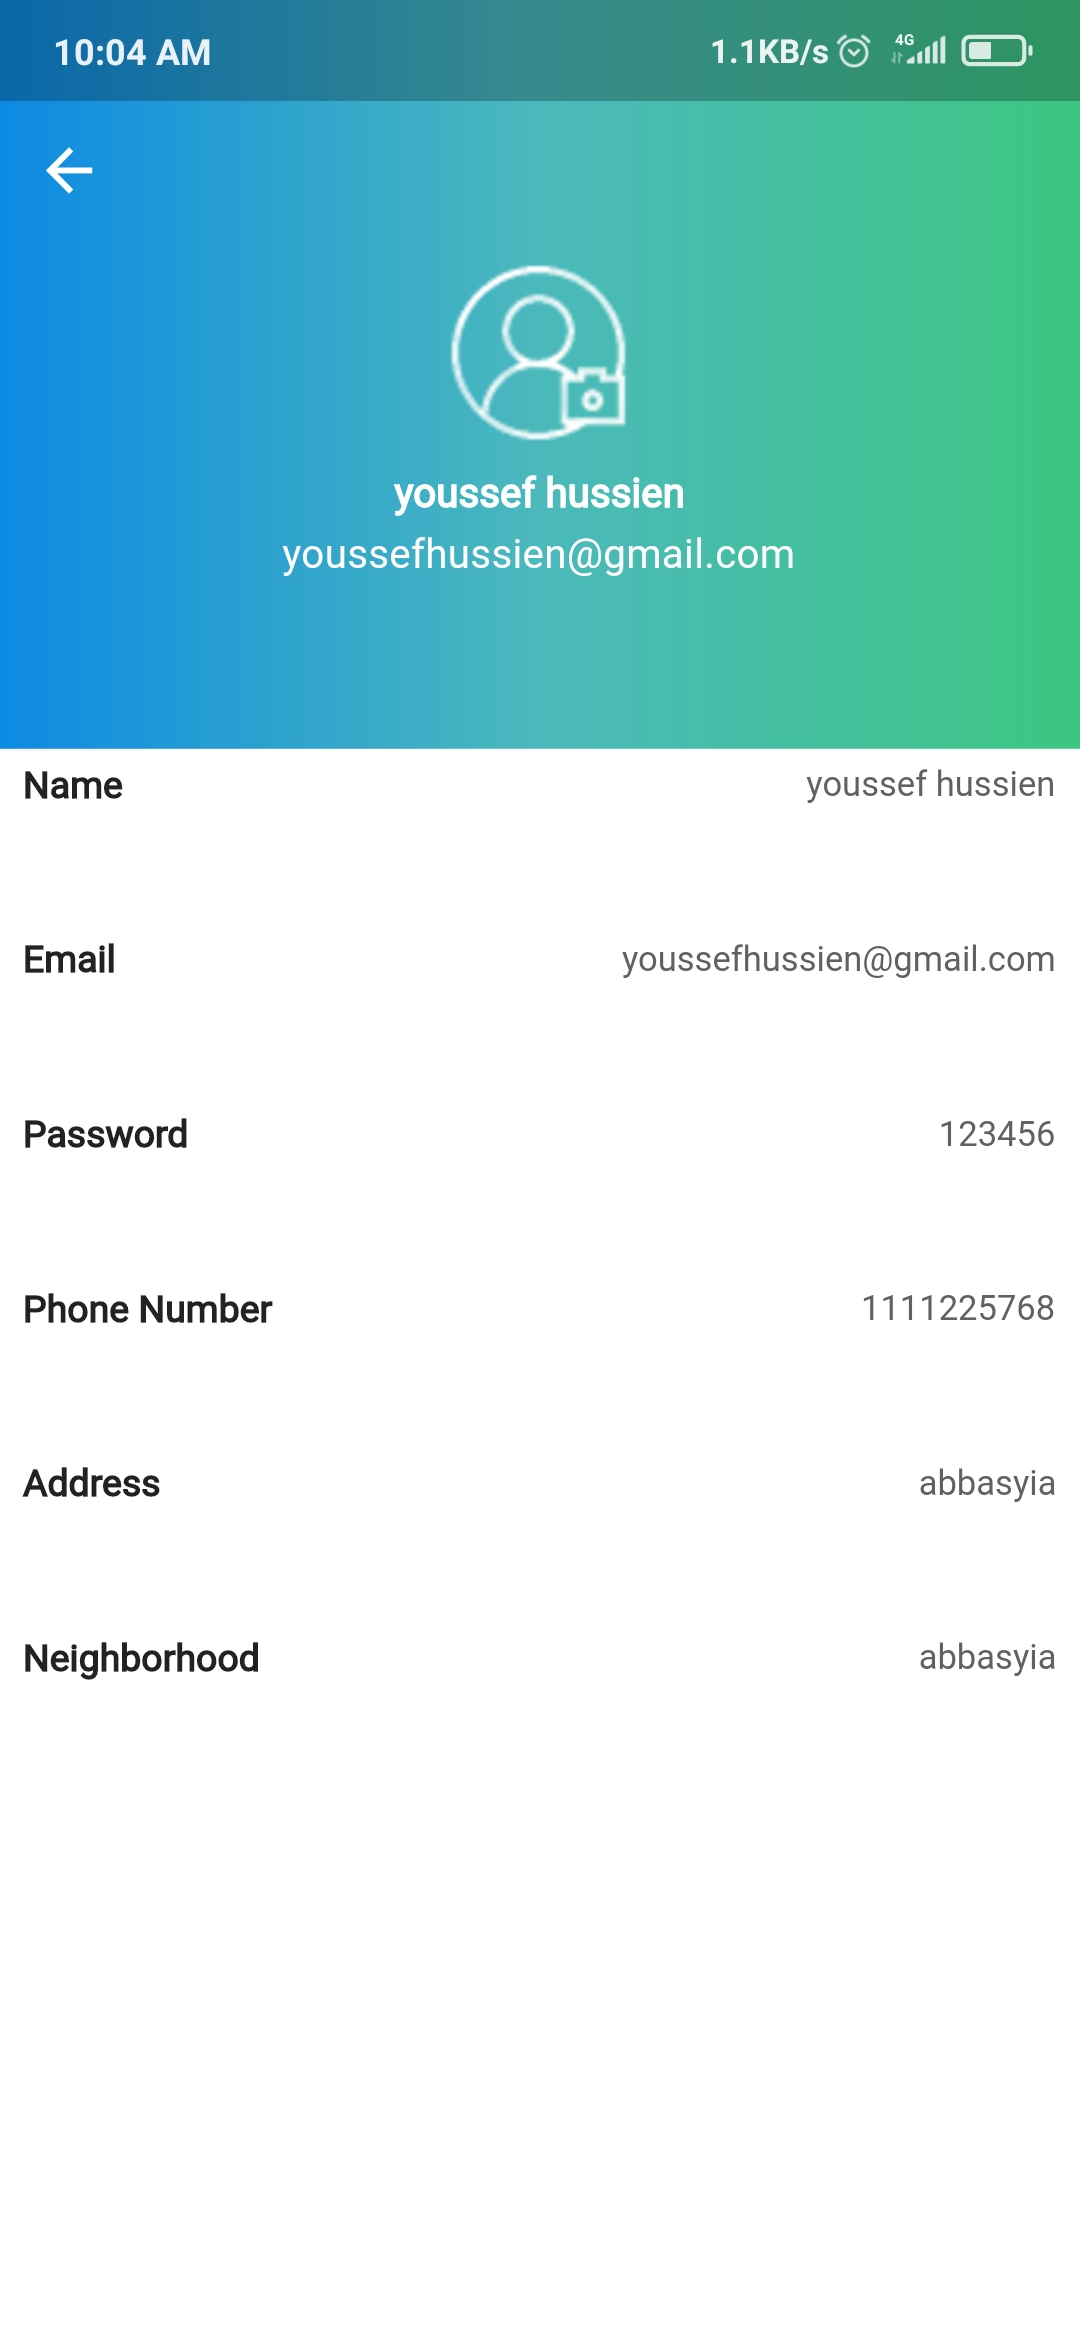 10:04 AM 1.1KB/s 4G
youssef hussien
youssefhussien@gmail.com
Name youssef hussien
Email youssefhussien@gmail.com
Password 123456
Phone Number 1111225768
Address abbasyia
Neighborhood abbasyia